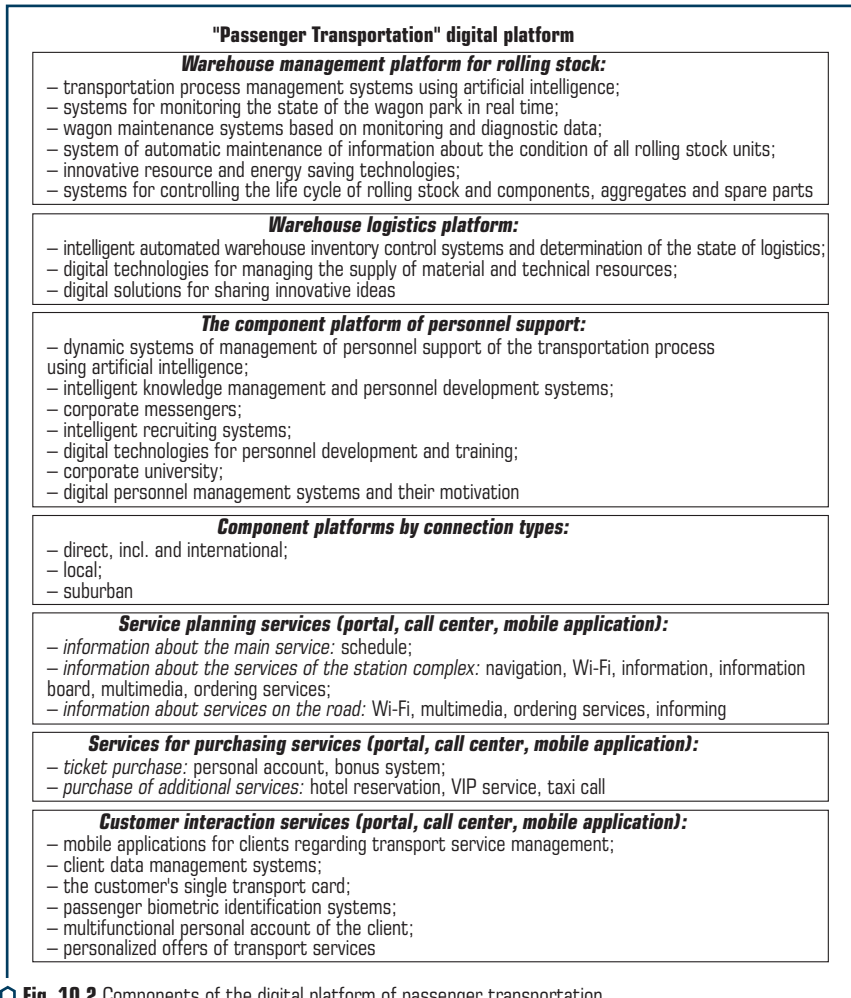 "Passenger Transportation" digital platform
Warehouse management platform for rolling stock:
– transportation process management systems using artificial intelligence;
– systems for monitoring the state of the wagon park in real time;
– wagon maintenance systems based on monitoring and diagnostic data;
– system of automatic maintenance of information about the condition of all rolling stock units;
– innovative resource and energy saving technologies;
– systems for controlling the life cycle of rolling stock and components, aggregates and spare parts
Warehouse logistics platform:
– intelligent automated warehouse inventory control systems and determination of the state of logistics;
– digital technologies for managing the supply of material and technical resources;
– digital solutions for sharing innovative ideas
The component platform of personnel support:
– dynamic systems of management of personnel support of the transportation process
using artificial intelligence;
– intelligent knowledge management and personnel development systems;
– corporate messengers;
– intelligent recruiting systems;
– digital technologies for personnel development and training;
– corporate university;
– digital personnel management systems and their motivation
Component platforms by connection types:
– direct, incl. and international;
– local;
– suburban
Service planning services (portal, call center, mobile application):
– information about the main service: schedule;
– information about the services of the station complex: navigation, Wi-Fi, information, information
board, multimedia, ordering services;
– information about services on the road: Wi-Fi, multimedia, ordering services, informing
Services for purchasing services (portal, call center, mobile application):
– ticket purchase: personal account, bonus system;
– purchase of additional services: hotel reservation, VIP service, taxi call
Customer interaction services (portal, call center, mobile application):
– mobile applications for clients regarding transport service management;
– client data management systems;
– the customer's single transport card;
– passenger biometric identification systems;
– multifunctional personal account of the client;
– personalized offers of transport services
Fig. 10.2 Components of the digital platform of passenger transportation